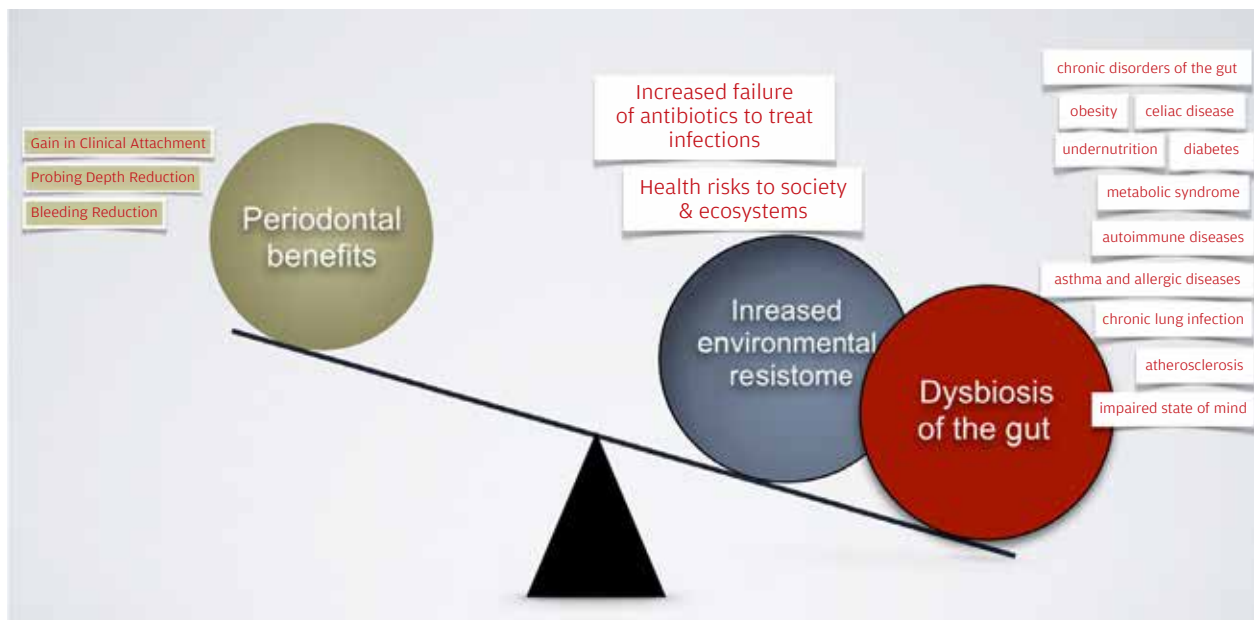 Gain in Clinical Attachment
Probing Depth Reduction
Bleeding Reduction
Periodontal
benefits
Increased failure
of antibiotics to treat
infections
Health risks to society
& ecosystems
Inreased
environmental
resistome
Dysbiosis
of the gut
chronic disorders of the gut
obesity
celiac disease
undernutrition
diabetes
metabolic syndrome
autoimmune diseases
asthma and allergic diseases
chronic lung infection
atherosclerosis
impaired state of mind